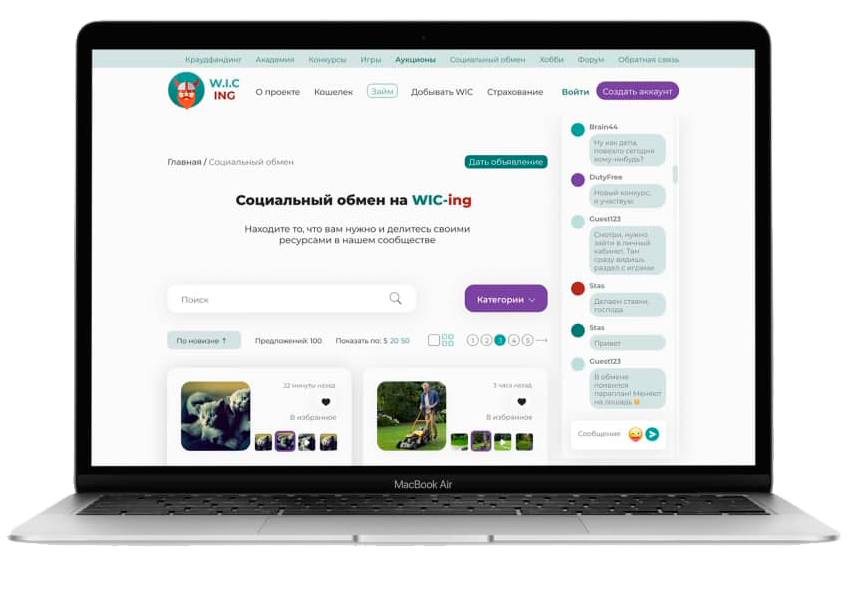 Краудфандинг Академия Конкурсы Игры Аукционы Социальный обмен Хобби Форум Обратная связь
W.I.C
ING
О проекте Кошелек Займ Добывать WIC Страхование Войти Создать аккаунт
Главная / Социальный обмен
Дать объявление
Социальный обмен на WIC-ing
Находите то, что вам нужно и делитесь своими
ресурсами в нашем сообществе
Поиск
Категории
По новизне ↑ Предложений: 100 Показать по: 5 20 50
1 2 3 4 5
22 минуты назад
В избранное
3 часа назад
В избранное
Brain44
Ну как дела,
повезло сегодня
кому-нибудь?
DutyFree
Новый конкурс,
я участвую
Guest123
Смотри, нужно
зайти в личный
кабинет. Там
сразу видишь
раздел с играми
Stas
Делаем ставки,
господа
Stas
Привет
Guest123
В обмене
появился
параплан! Меняют
на лошадь
Сообщение
MacBook Air